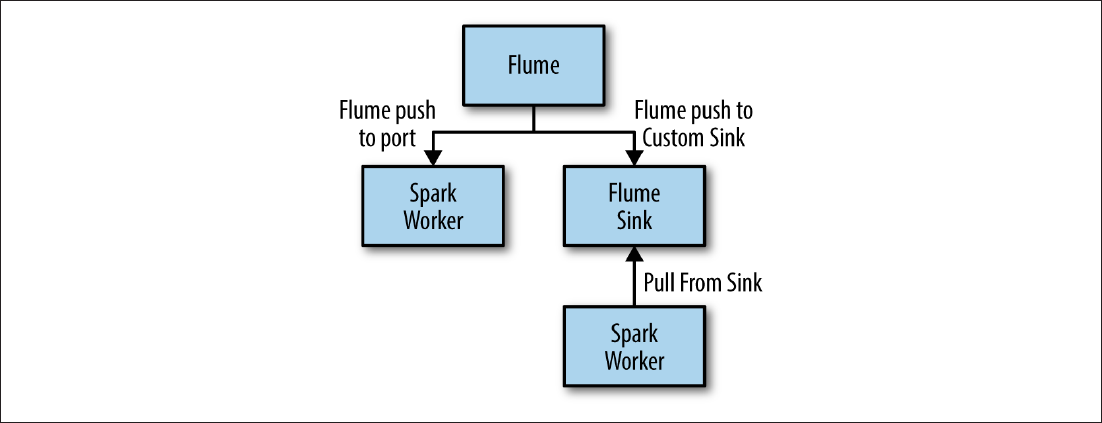 Flume
Flume push
to port
Flume push to
Custom Sink
Spark
Worker
Flume
Sink
Pull From Sink
Spark
Worker